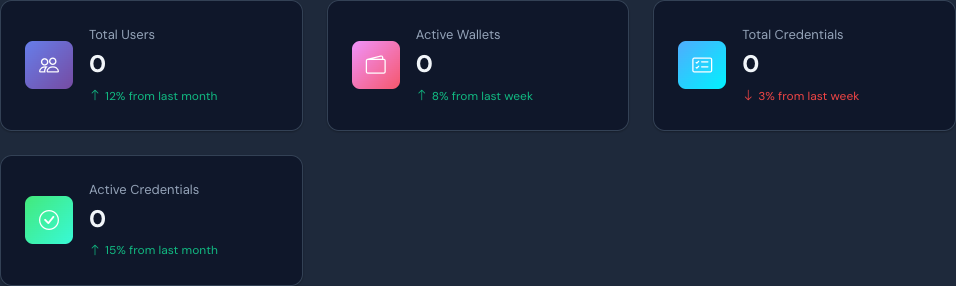 Total Users
0
↑ 12% from last month
Active Wallets
0
↑ 8% from last week
Total Credentials
0
↓ 3% from last week
Active Credentials
0
↑ 15% from last month